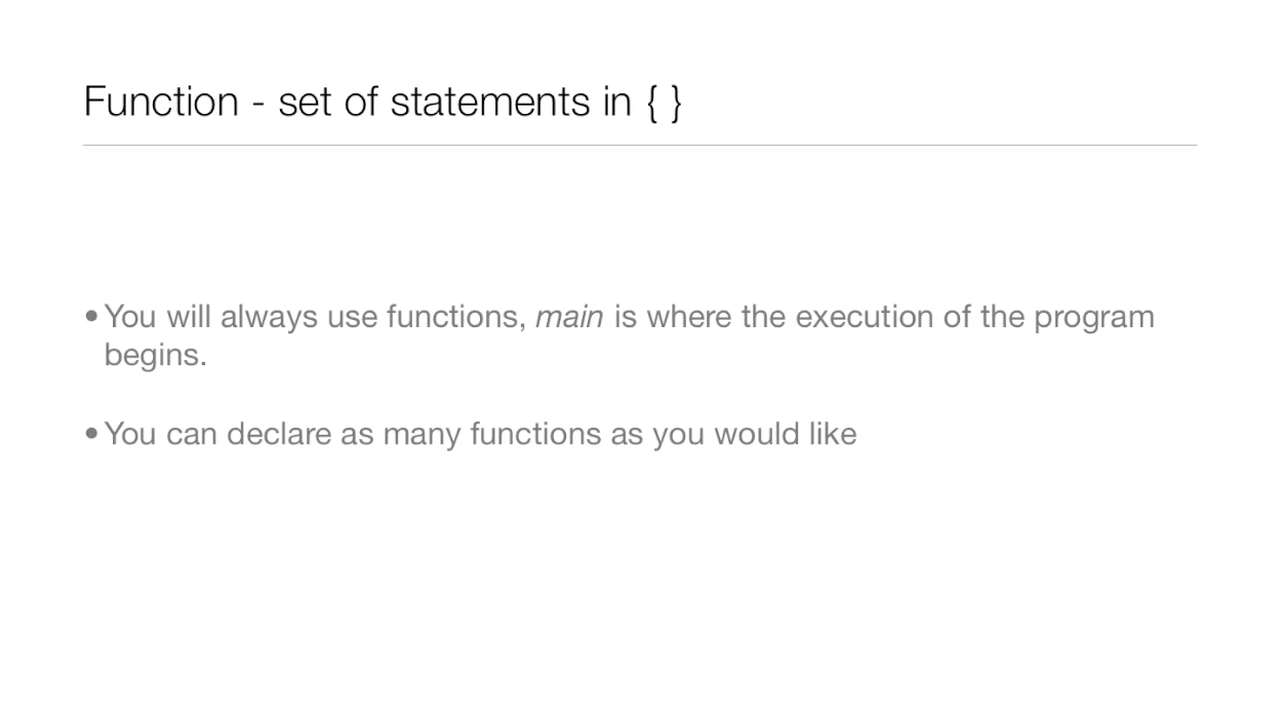 Function - set of statements in { }
• You will always use functions, main is where the execution of the program
begins.
• You can declare as many functions as you would like